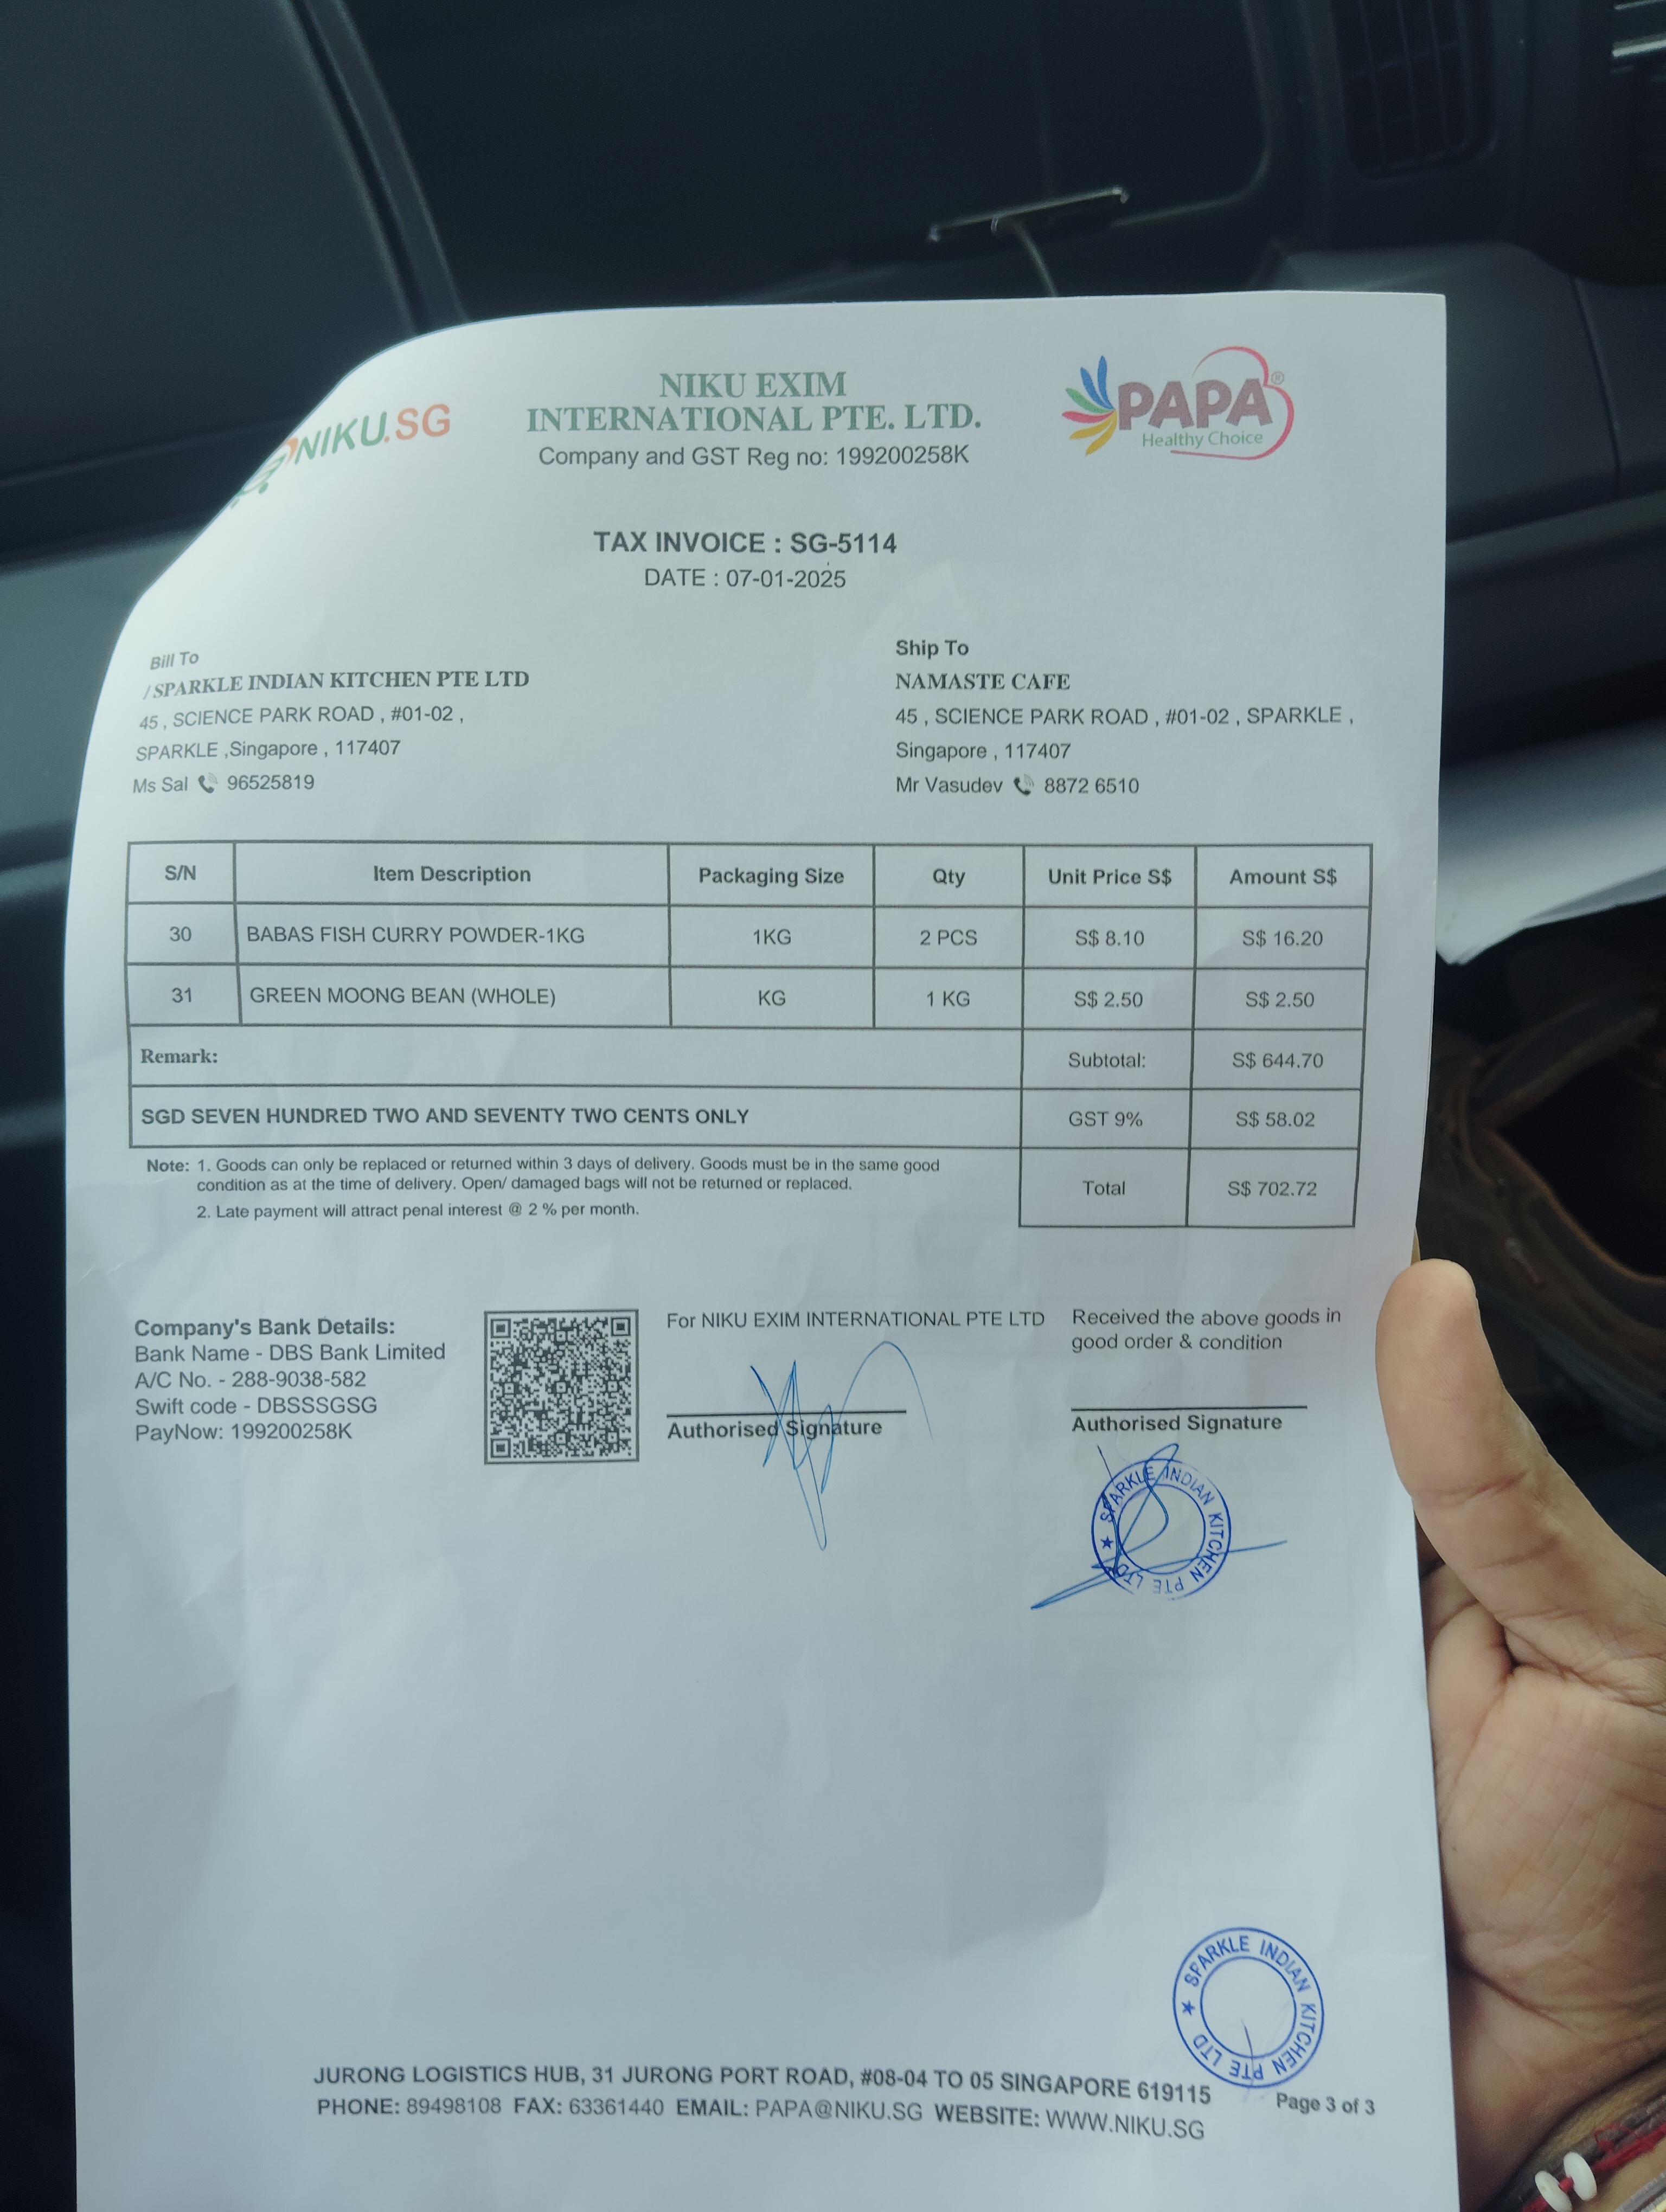 NIKU.SG
NIKU EXIM
INTERNATIONAL PTE. LTD.
Company and GST Reg no: 199200258K
PAPA®
Healthy Choice
TAX INVOICE : SG-5114
DATE : 07-01-2025
Bill To
/ SPARKLE INDIAN KITCHEN PTE LTD
45 , SCIENCE PARK ROAD , #01-02 ,
SPARKLE ,Singapore , 117407
Ms Sal 96525819
Ship To
NAMASTE CAFE
45 , SCIENCE PARK ROAD , #01-02 , SPARKLE ,
Singapore , 117407
Mr Vasudev 8872 6510
S/N Item Description Packaging Size Qty Unit Price S$ Amount S$
30 BABAS FISH CURRY POWDER-1KG 1KG 2 PCS S$ 8.10 S$ 16.20
31 GREEN MOONG BEAN (WHOLE) KG 1 KG S$ 2.50 S$ 2.50
Remark: Subtotal: S$ 644.70
SGD SEVEN HUNDRED TWO AND SEVENTY TWO CENTS ONLY GST 9% S$ 58.02
Note: 1. Goods can only be replaced or returned within 3 days of delivery. Goods must be in the same good
condition as at the time of delivery. Open/ damaged bags will not be returned or replaced.
2. Late payment will attract penal interest @ 2 % per month.
Total S$ 702.72
Company's Bank Details:
Bank Name - DBS Bank Limited
A/C No. - 288-9038-582
Swift code - DBSSSGSG
PayNow: 199200258K
For NIKU EXIM INTERNATIONAL PTE LTD
Authorised Signature
Received the above goods in
good order & condition
Authorised Signature
SPARKLE INDIAN KITCHEN PTE LTD ★
SPARKLE INDIAN KITCHEN PTE LTD ★
JURONG LOGISTICS HUB, 31 JURONG PORT ROAD, #08-04 TO 05 SINGAPORE 619115
PHONE: 89498108 FAX: 63361440 EMAIL: PAPA@NIKU.SG WEBSITE: WWW.NIKU.SG
Page 3 of 3